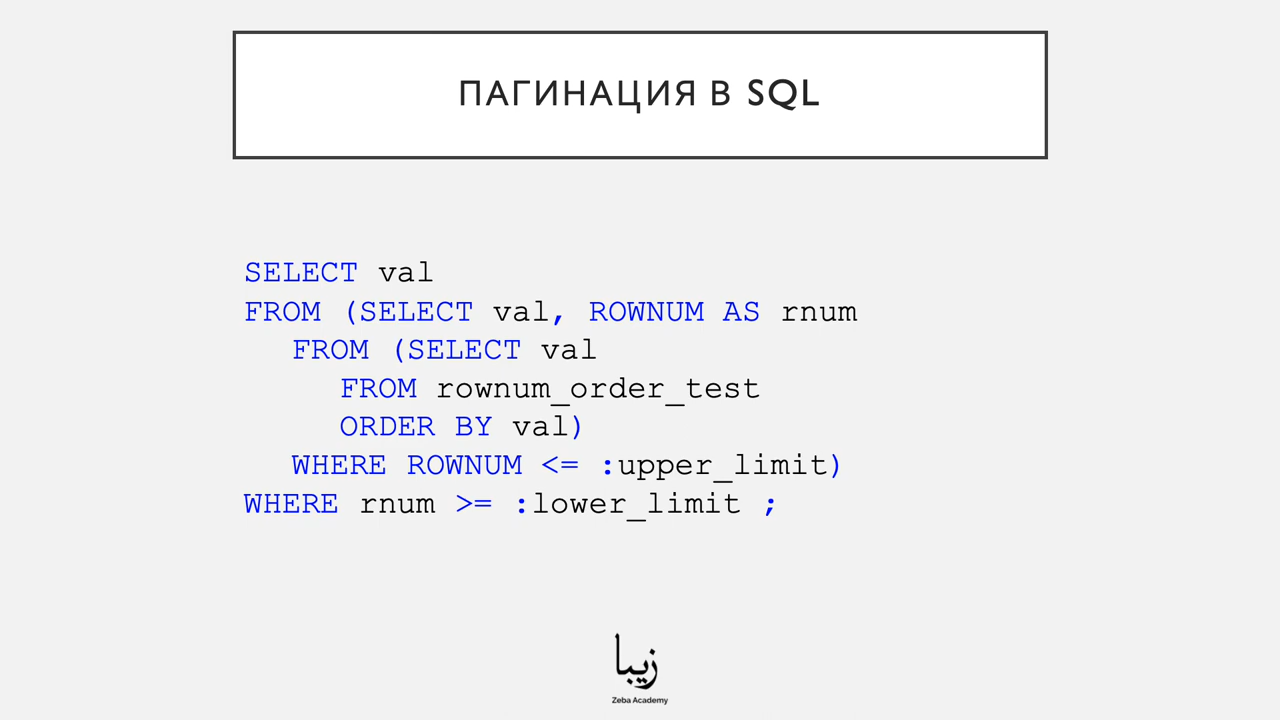 ПАГИНАЦИЯ В SQL
SELECT val
FROM (SELECT val, ROWNUM AS rnum
FROM (SELECT val
FROM rownum_order_test
ORDER BY val)
WHERE ROWNUM <= :upper_limit)
WHERE rnum >= :lower_limit ;
زيبا
Zeba Academy